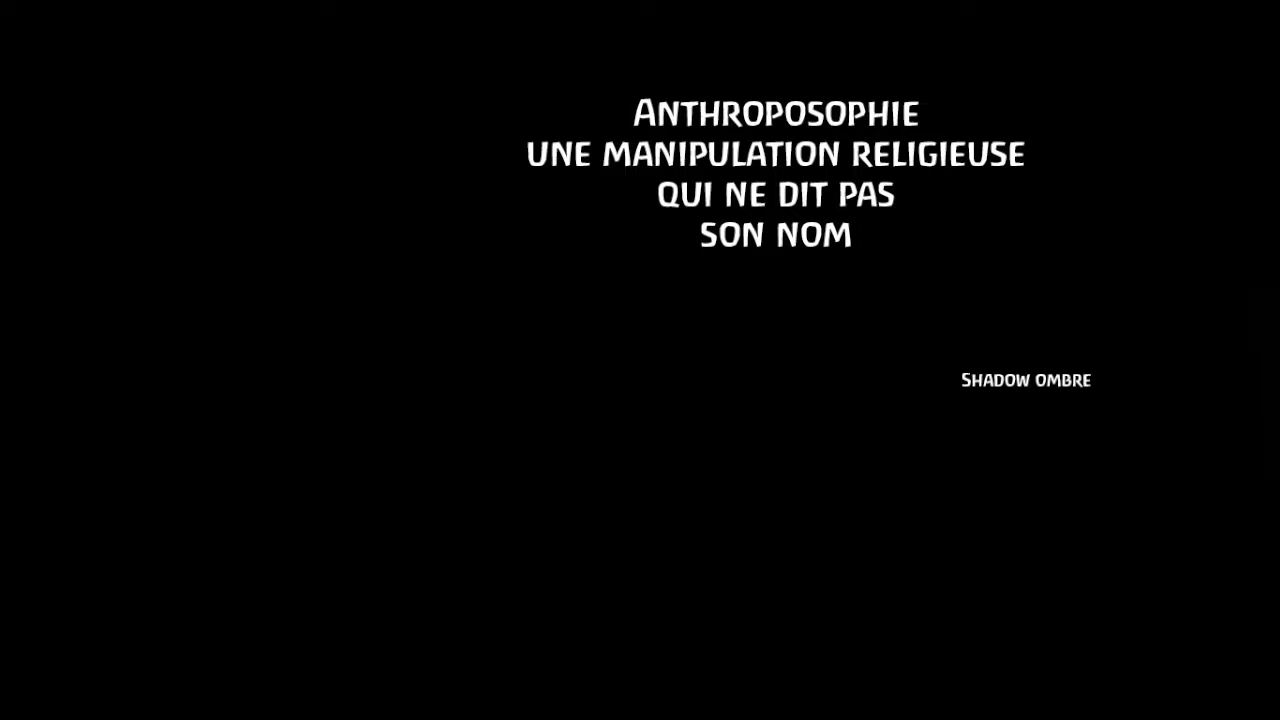 Anthroposophie
une manipulation religieuse
qui ne dit pas
son nom
Shadow ombre